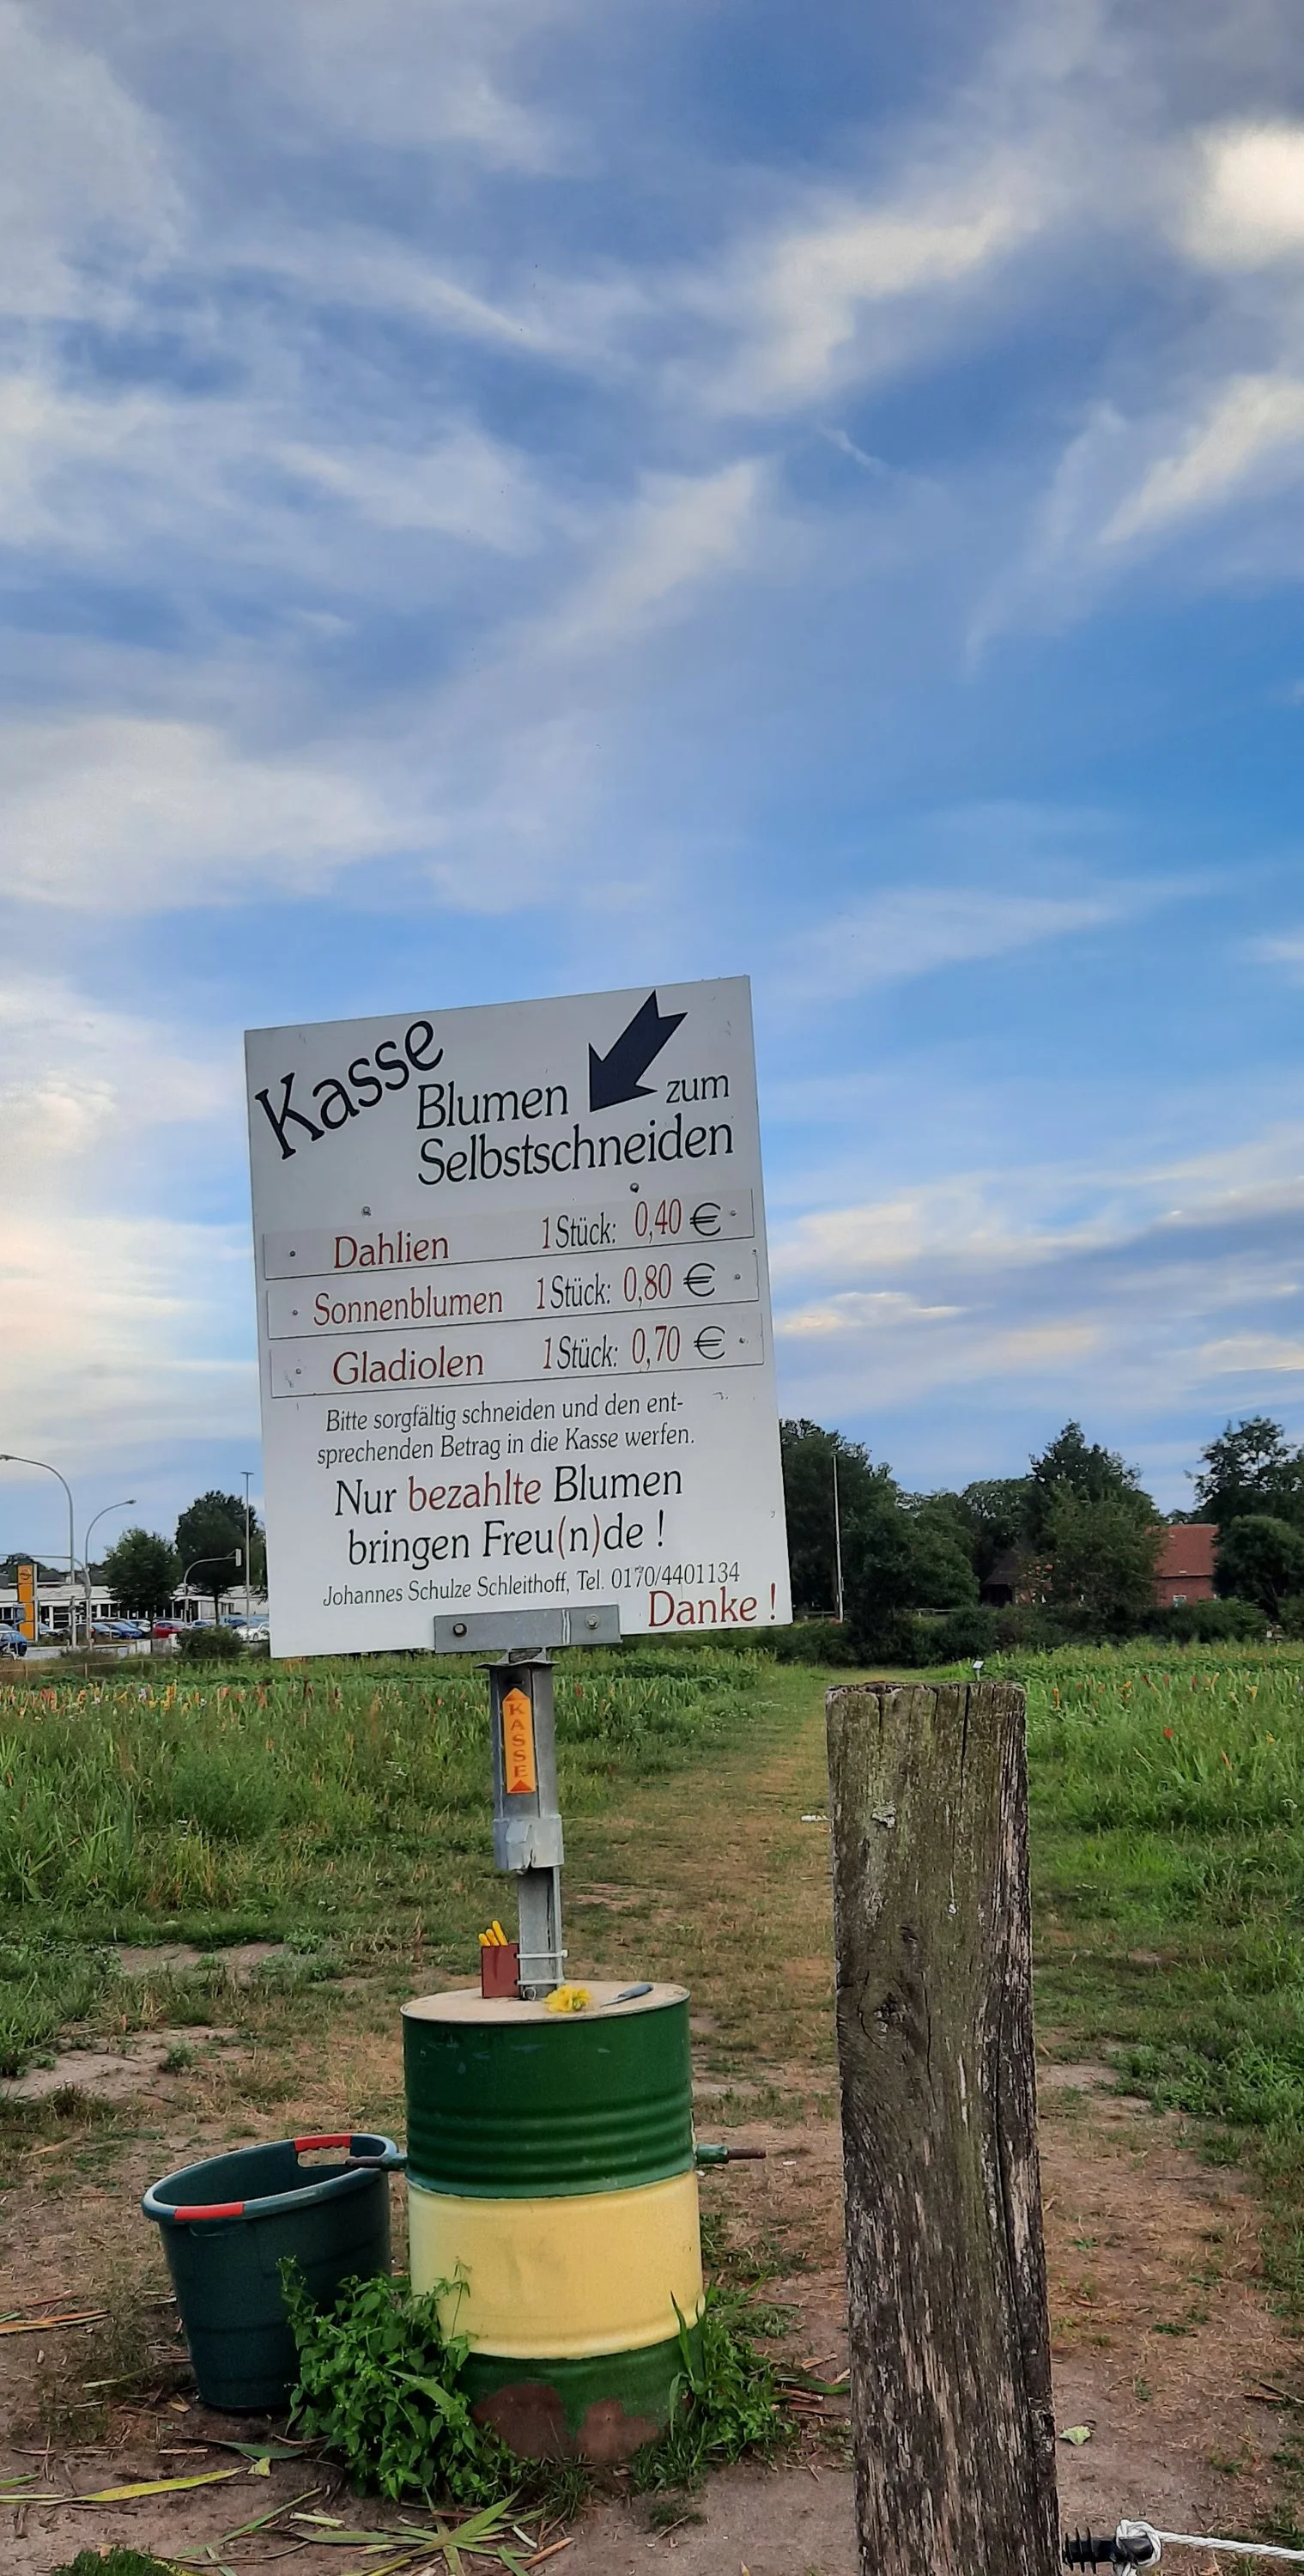 Kasse
Blumen zum
Selbstschneiden
Dahlien 1 Stück: 0,40 €
Sonnenblumen 1 Stück: 0,80 €
Gladiolen 1 Stück: 0,70 €
Bitte sorgfältig schneiden und den ent-
sprechenden Betrag in die Kasse werfen.
Nur bezahlte Blumen
bringen Freu(n)de !
Johannes Schulze Schleithoff, Tel. 0170/4401134
Danke !
KASSE